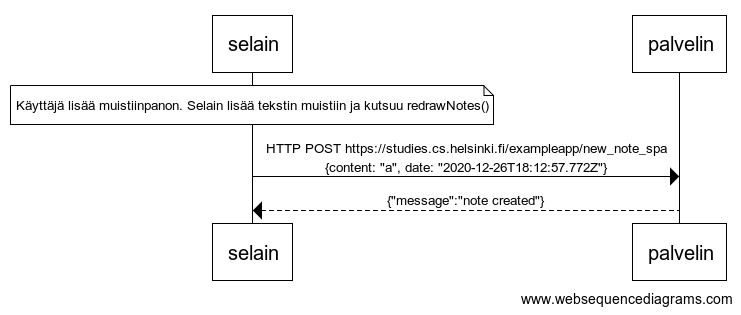 selain
palvelin
Käyttäjä lisää muistiinpanon. Selain lisää tekstin muistiin ja kutsuu redrawNotes()
HTTP POST https://studies.cs.helsinki.fi/exampleapp/new_note_spa
{content: "a", date: "2020-12-26T18:12:57.772Z"}
{"message":"note created"}
selain
palvelin
www.websequencediagrams.com